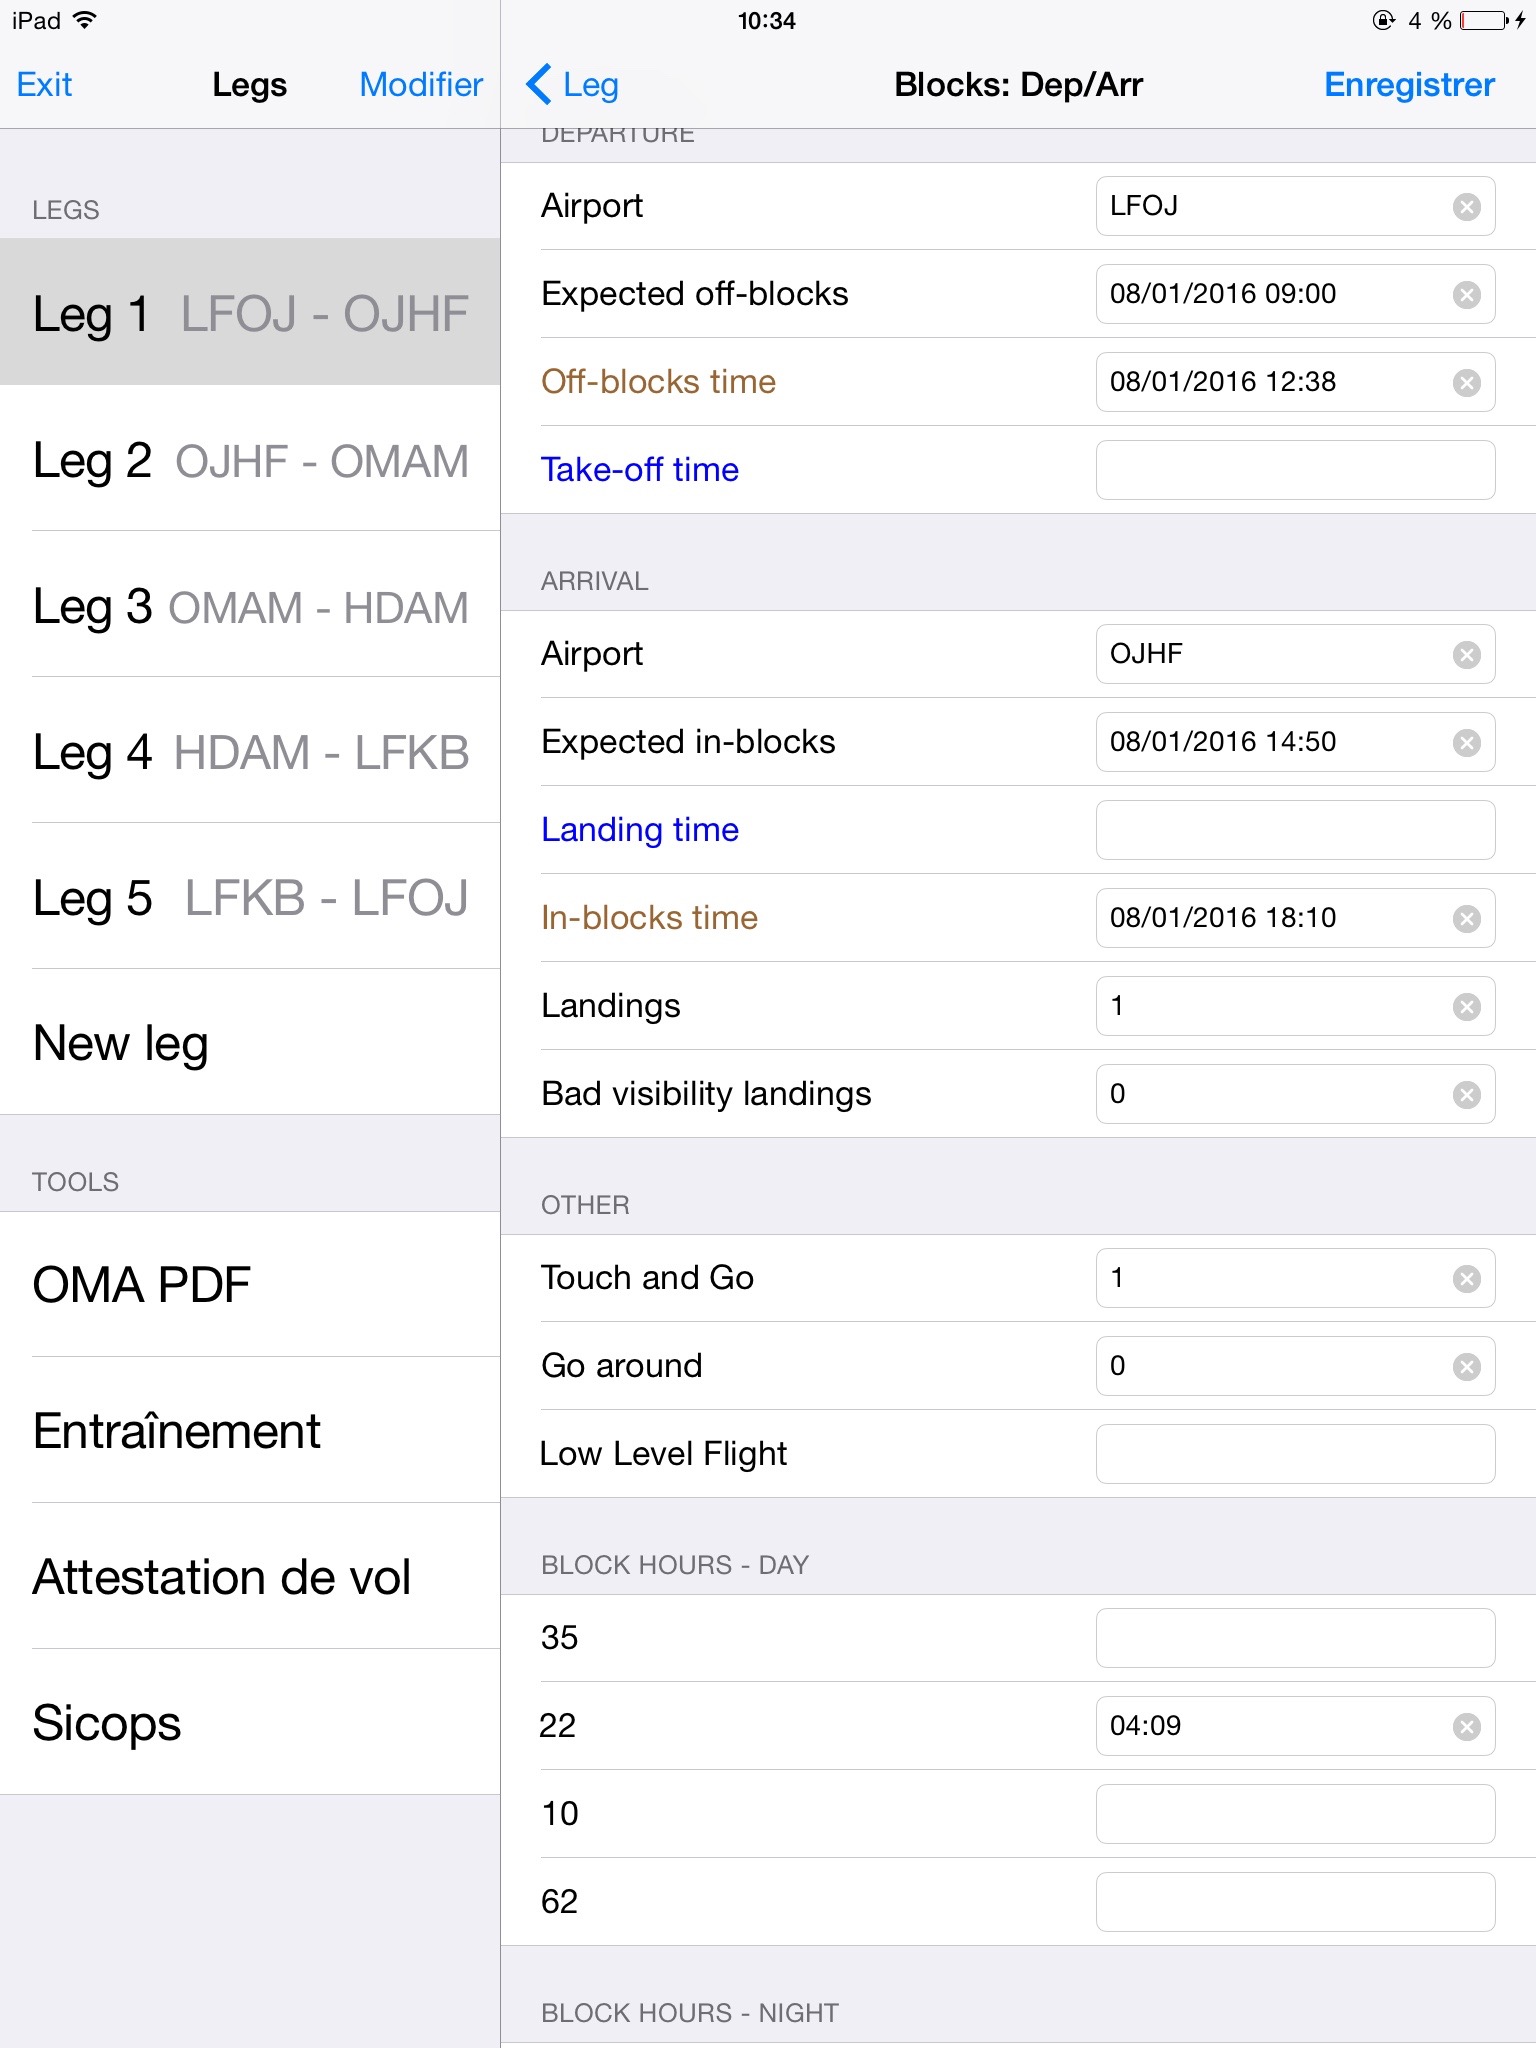 iPad
10:34
4 %
Exit
Legs
Modifier
LEGS
Leg 1 LFOJ - OJHF
Leg 2 OJHF - OMAM
Leg 3 OMAM - HDAM
Leg 4 HDAM - LFKB
Leg 5 LFKB - LFOJ
New leg
TOOLS
OMA PDF
Entraînement
Attestation de vol
Sicops
Leg
Blocks: Dep/Arr
Enregistrer
DEPARTURE
Airport LFOJ
Expected off-blocks 08/01/2016 09:00
Off-blocks time 08/01/2016 12:38
Take-off time
ARRIVAL
Airport OJHF
Expected in-blocks 08/01/2016 14:50
Landing time
In-blocks time 08/01/2016 18:10
Landings 1
Bad visibility landings 0
OTHER
Touch and Go 1
Go around 0
Low Level Flight
BLOCK HOURS - DAY
35
22 04:09
10
62
BLOCK HOURS - NIGHT